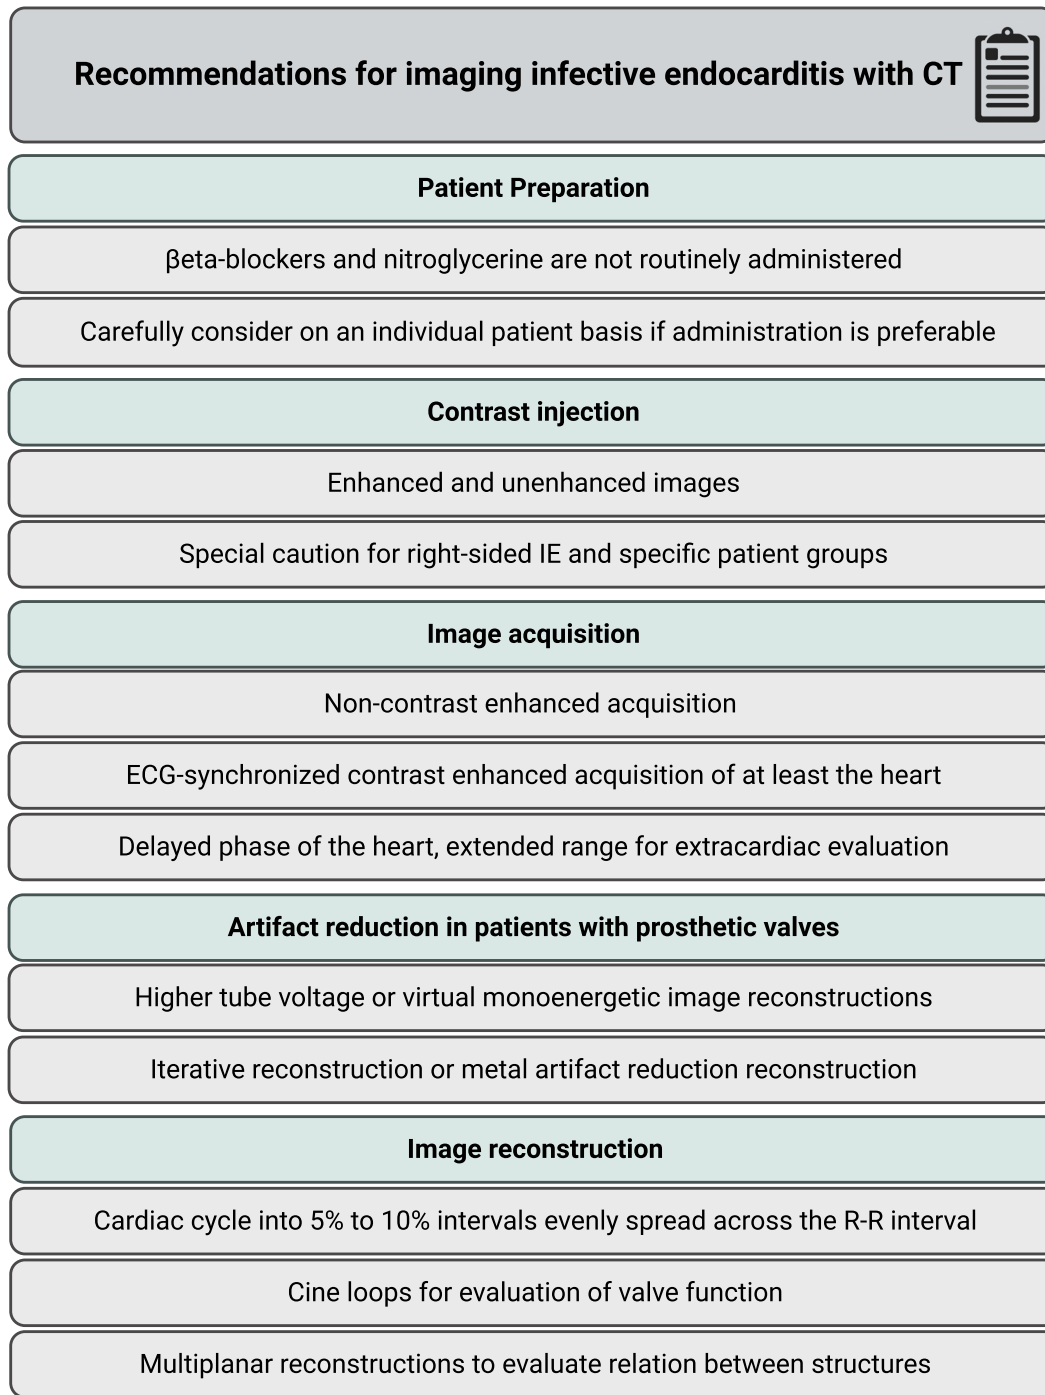 Recommendations for imaging infective endocarditis with CT
Patient Preparation
βeta-blockers and nitroglycerine are not routinely administered
Carefully consider on an individual patient basis if administration is preferable
Contrast injection
Enhanced and unenhanced images
Special caution for right-sided IE and specific patient groups
Image acquisition
Non-contrast enhanced acquisition
ECG-synchronized contrast enhanced acquisition of at least the heart
Delayed phase of the heart, extended range for extracardiac evaluation
Artifact reduction in patients with prosthetic valves
Higher tube voltage or virtual monoenergetic image reconstructions
Iterative reconstruction or metal artifact reduction reconstruction
Image reconstruction
Cardiac cycle into 5% to 10% intervals evenly spread across the R-R interval
Cine loops for evaluation of valve function
Multiplanar reconstructions to evaluate relation between structures